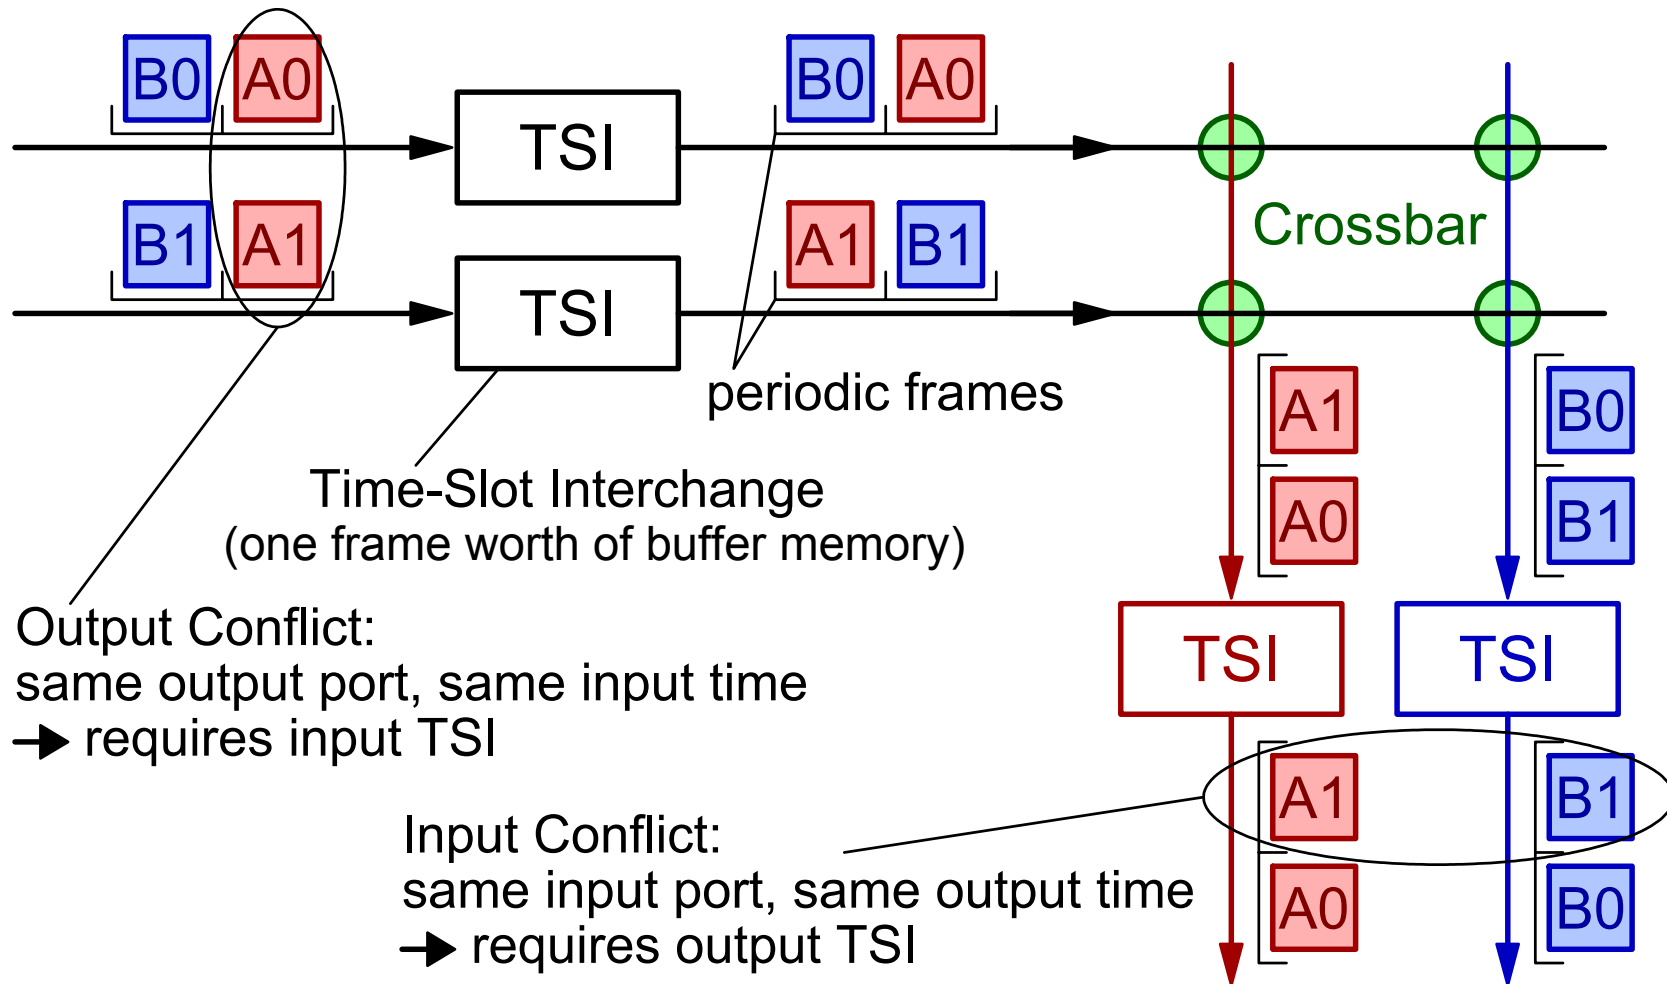 B0 A0 B0 A0
TSI
B1 A1 A1 B1
TSI
Crossbar
periodic frames
Time-Slot Interchange
(one frame worth of buffer memory)
A1 B0
A0 B1
Output Conflict:
same output port, same input time
→ requires input TSI
TSI TSI
A1 B1
A0 B0
Input Conflict:
same input port, same output time
→ requires output TSI